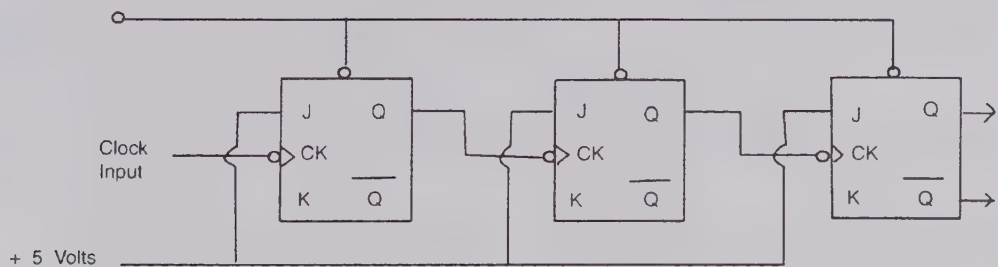 J Q
CK
K Q
J Q
CK
K Q
J Q
CK
K Q
Clock
Input
+ 5 Volts